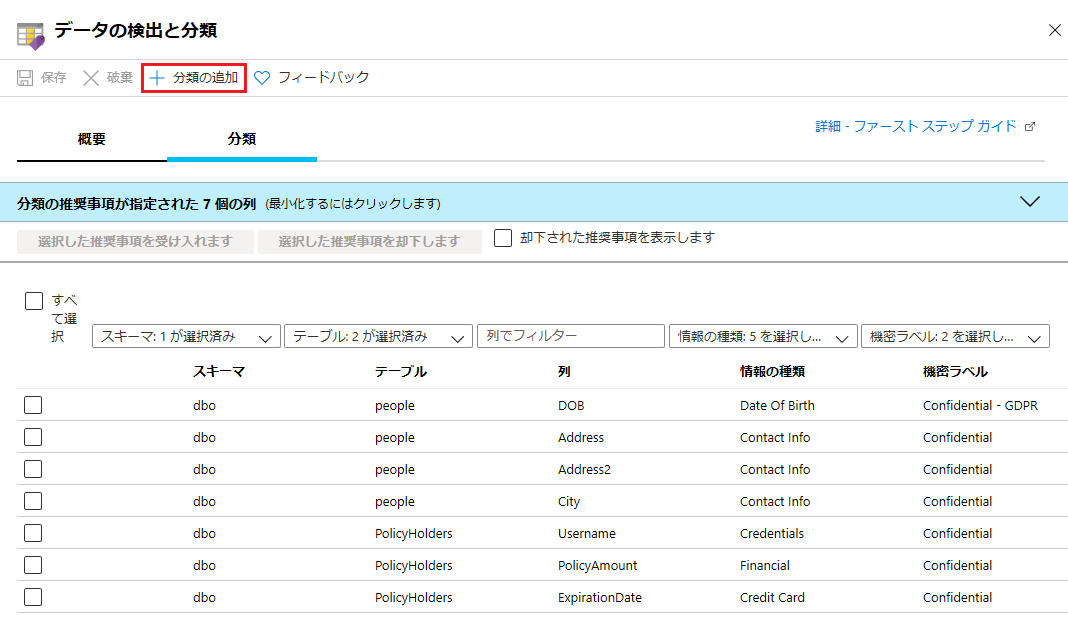 データの検出と分類
保存 破棄 分類の追加 フィードバック
詳細 - ファースト ステップ ガイド
概要 分類
分類の推奨事項が指定された 7 個の列 (最小化するにはクリックします)
選択した推奨事項を受け入れます 選択した推奨事項を却下します 却下された推奨事項を表示します
すべ
て選
択
スキーマ: 1 が選択済み テーブル: 2 が選択済み 列でフィルター 情報の種類: 5 を選択し... 機密ラベル: 2 を選択し...
スキーマ テーブル 列 情報の種類 機密ラベル
dbo people DOB Date Of Birth Confidential - GDPR
dbo people Address Contact Info Confidential
dbo people Address2 Contact Info Confidential
dbo people City Contact Info Confidential
dbo PolicyHolders Username Credentials Confidential
dbo PolicyHolders PolicyAmount Financial Confidential
dbo PolicyHolders ExpirationDate Credit Card Confidential